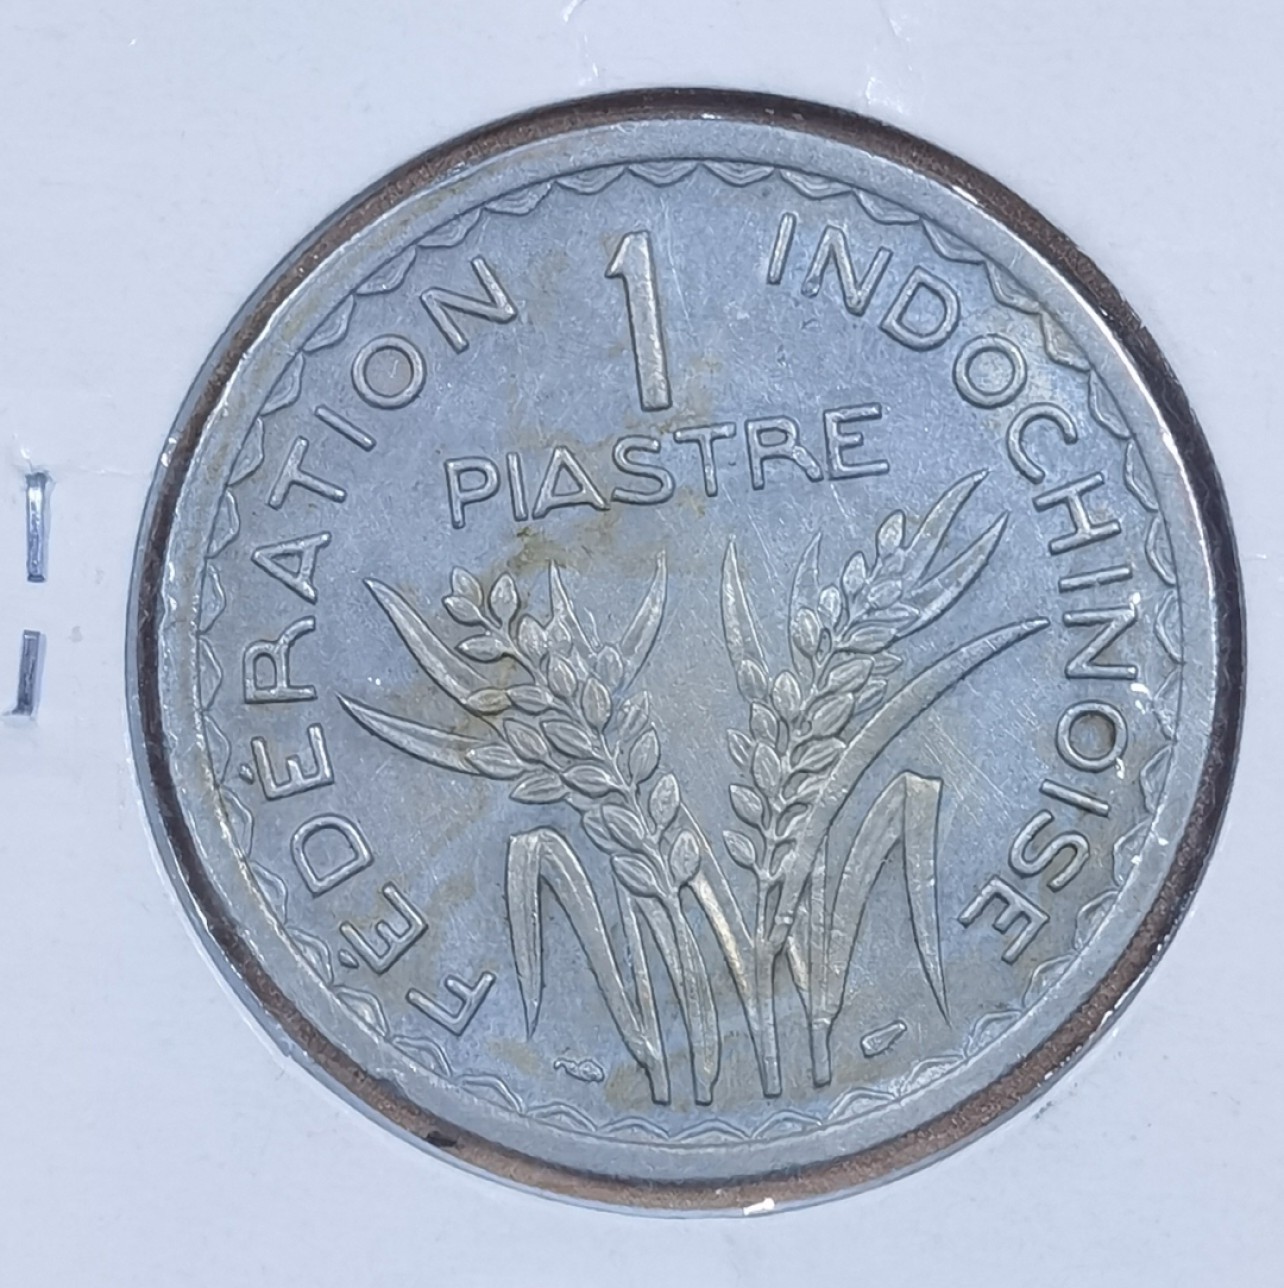 FÉDÉRATION INDOCHINOISE
1
PIASTRE